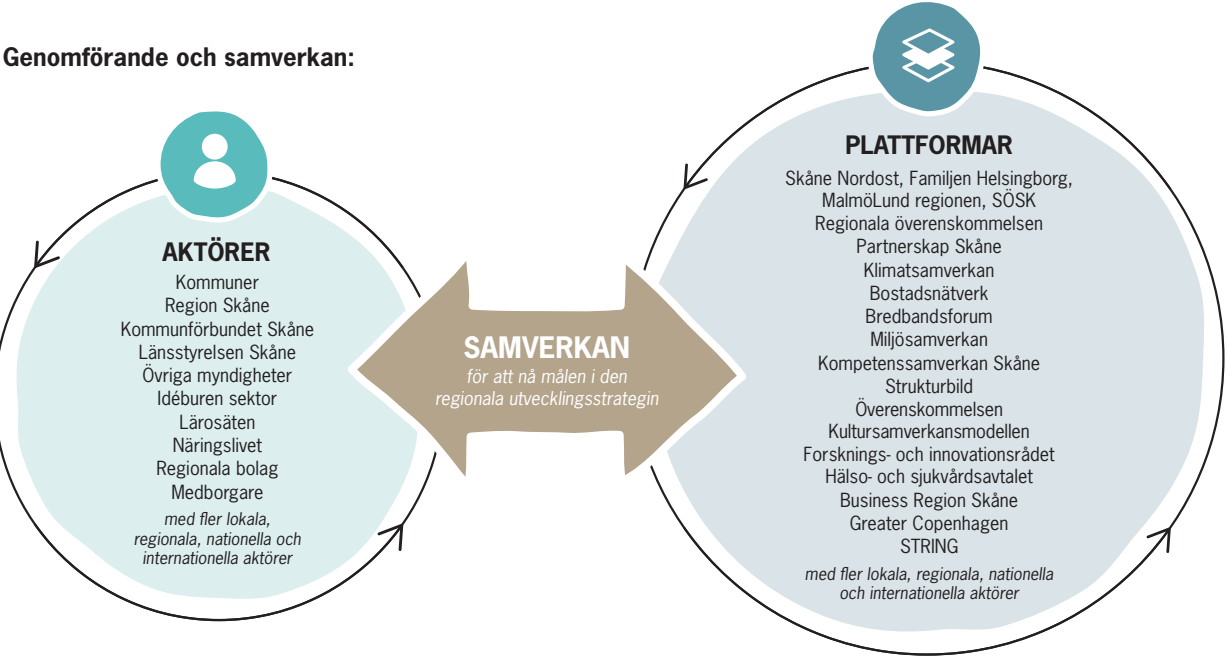 Genomförande och samverkan:
AKTÖRER
Kommuner
Region Skåne
Kommunförbundet Skåne
Länsstyrelsen Skåne
Övriga myndigheter
Idéburen sektor
Lärosäten
Näringslivet
Regionala bolag
Medborgare
med fler lokala,
regionala, nationella och
internationella aktörer
SAMVERKAN
för att nå målen i den
regionala utvecklingsstrategin
PLATTFORMAR
Skåne Nordost, Familjen Helsingborg,
MalmöLund regionen, SÖSK
Regionala överenskommelsen
Partnerskap Skåne
Klimatsamverkan
Bostadsnätverk
Bredbandsforum
Miljösamverkan
Kompetenssamverkan Skåne
Strukturbild
Överenskommelsen
Kultursamverkansmodellen
Forsknings- och innovationsrådet
Hälso- och sjukvårdsavtalet
Business Region Skåne
Greater Copenhagen
STRING
med fler lokala, regionala, nationella
och internationella aktörer